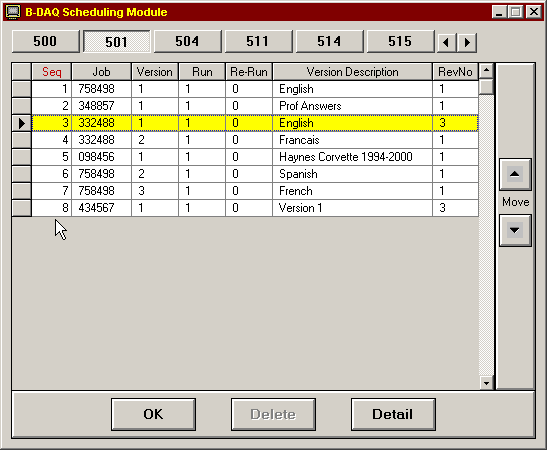 B-DAQ Scheduling Module
500 501 504 511 514 515
Seq Job Version Run Re-Run Version Description RevNo
1 758498 1 1 0 English 1
2 348857 1 1 0 Prof Answers 1
3 332488 1 1 0 English 3
4 332488 2 1 0 Francais 1
5 098456 1 1 0 Haynes Corvette 1994-2000 1
6 758498 2 1 0 Spanish 1
7 758498 3 1 0 French 1
8 434567 1 1 0 Version 1 3
Move
OK Delete Detail